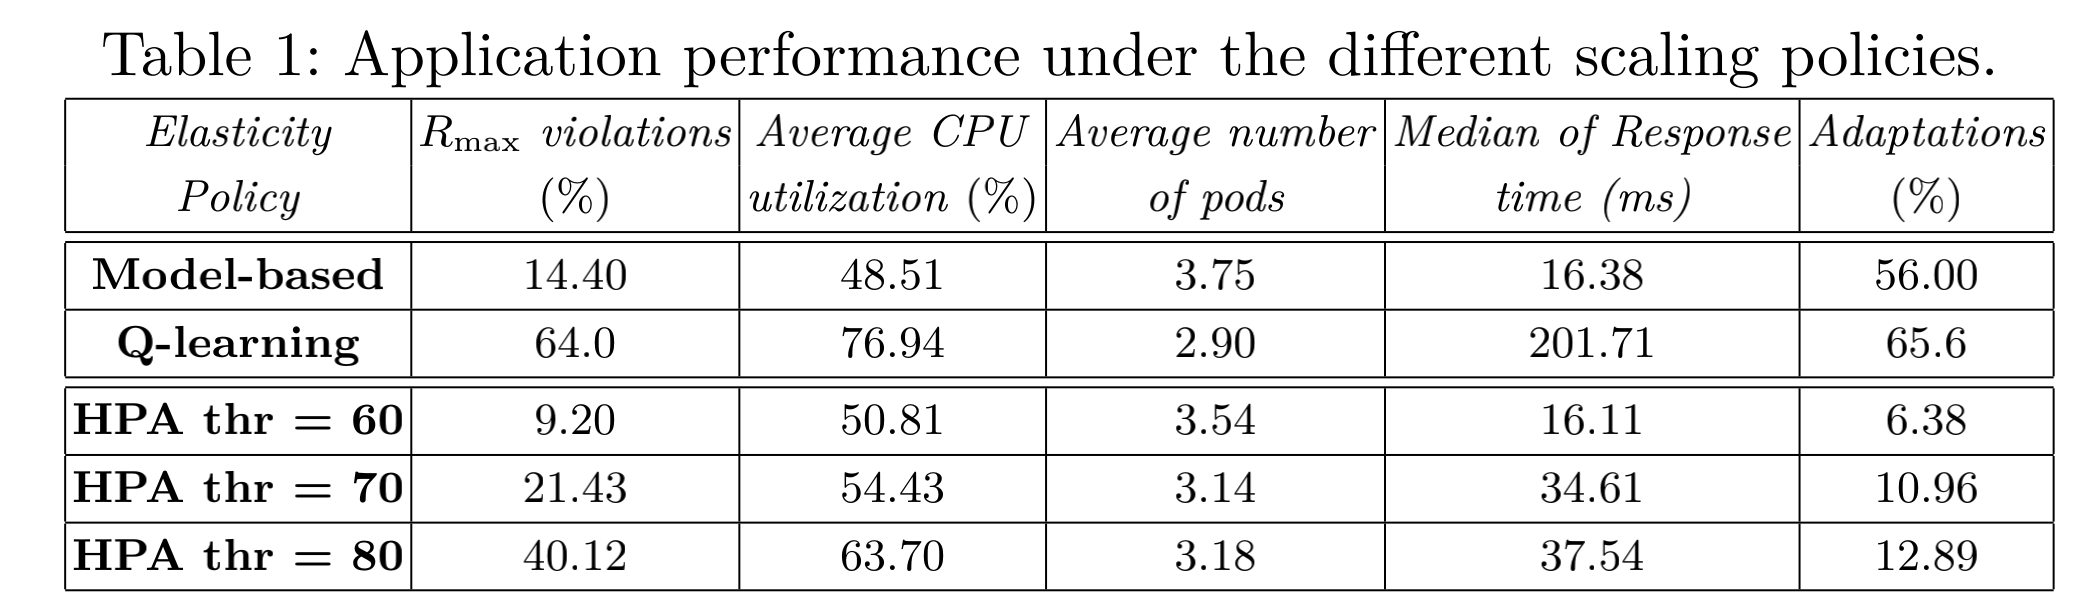 Table 1: Application performance under the different scaling policies.
Elasticity Policy | R_max violations (%) | Average CPU utilization (%) | Average number of pods | Median of Response time (ms) | Adaptations (%)
Model-based | 14.40 | 48.51 | 3.75 | 16.38 | 56.00
Q-learning | 64.0 | 76.94 | 2.90 | 201.71 | 65.6
HPA thr = 60 | 9.20 | 50.81 | 3.54 | 16.11 | 6.38
HPA thr = 70 | 21.43 | 54.43 | 3.14 | 34.61 | 10.96
HPA thr = 80 | 40.12 | 63.70 | 3.18 | 37.54 | 12.89